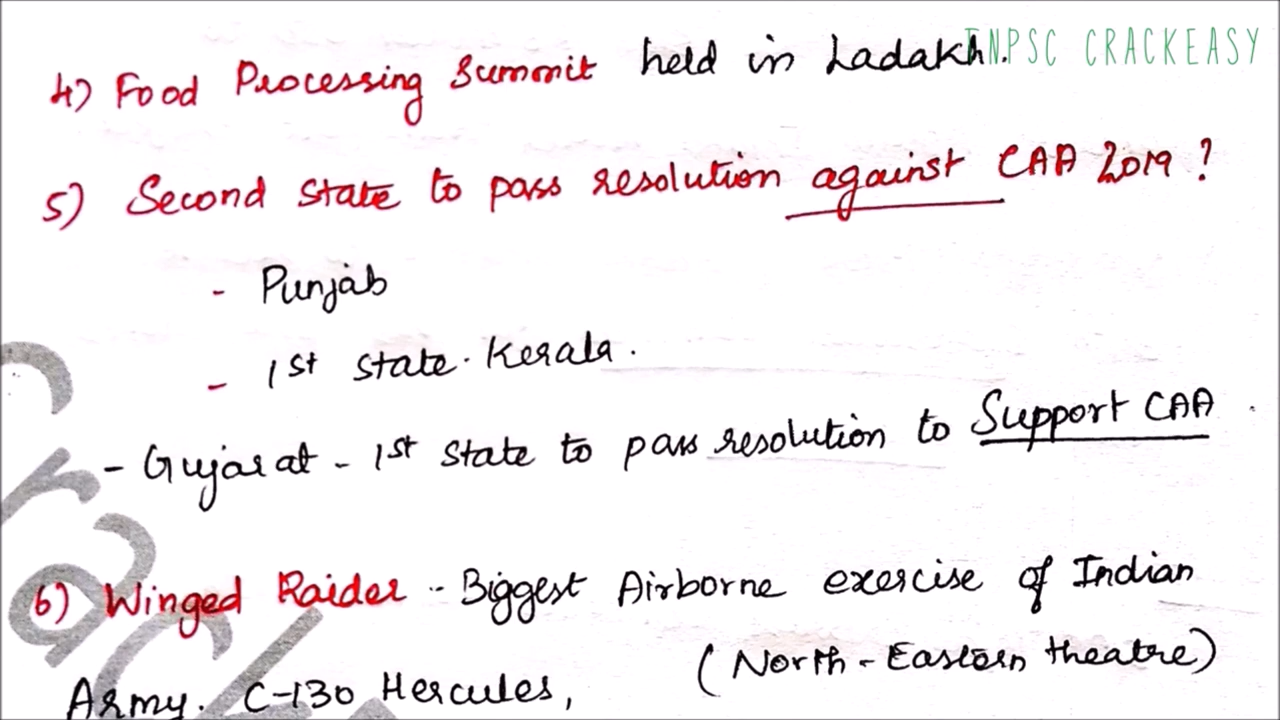 TNPSC CRACKEASY
4) Food Processing Summit held in Ladakh.
5) Second State to pass resolution against CAA 2019 ?
- Punjab
- 1st state. Kerala.
- Gujarat - 1st State to pass resolution to Support CAA
6) Winged Raider - Biggest Airborne exercise of Indian
Army. C-130 Hercules, (North-Eastern theatre)